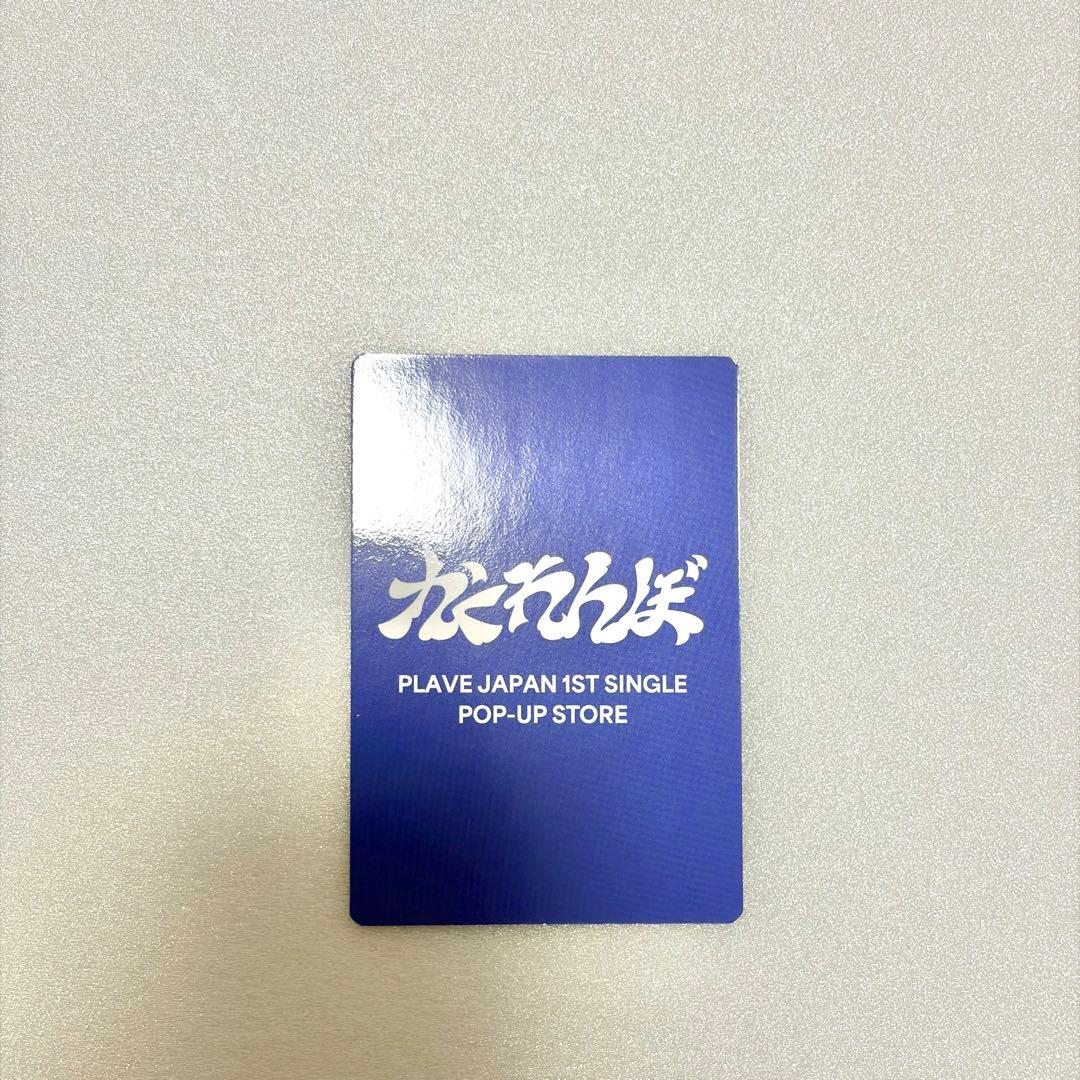 かくれんぼ
PLAVE JAPAN 1ST SINGLE
POP-UP STORE